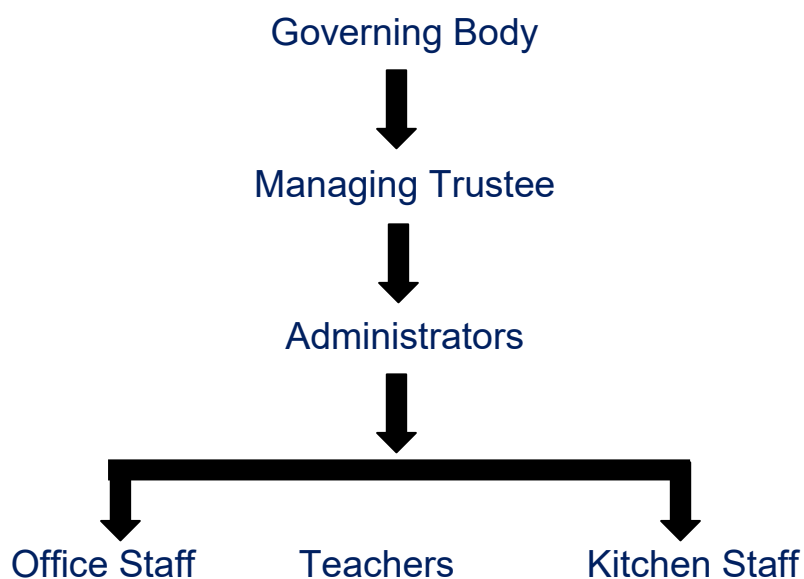 Governing Body
Managing Trustee
Administrators
Office Staff Teachers Kitchen Staff